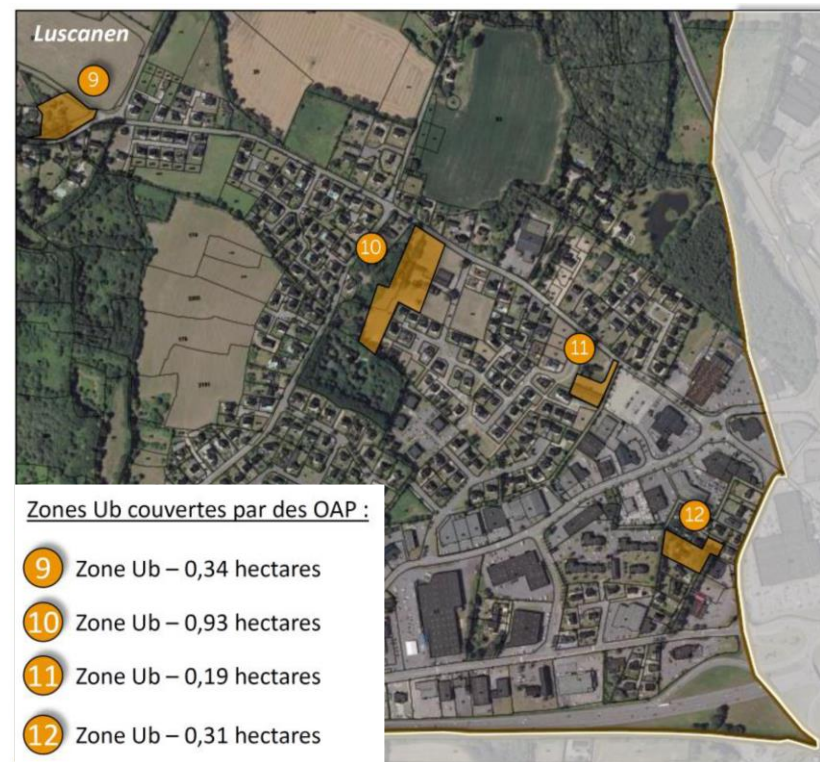 Luscanen
9
10
11
12
Zones Ub couvertes par des OAP :
9 Zone Ub – 0,34 hectares
10 Zone Ub – 0,93 hectares
11 Zone Ub – 0,19 hectares
12 Zone Ub – 0,31 hectares